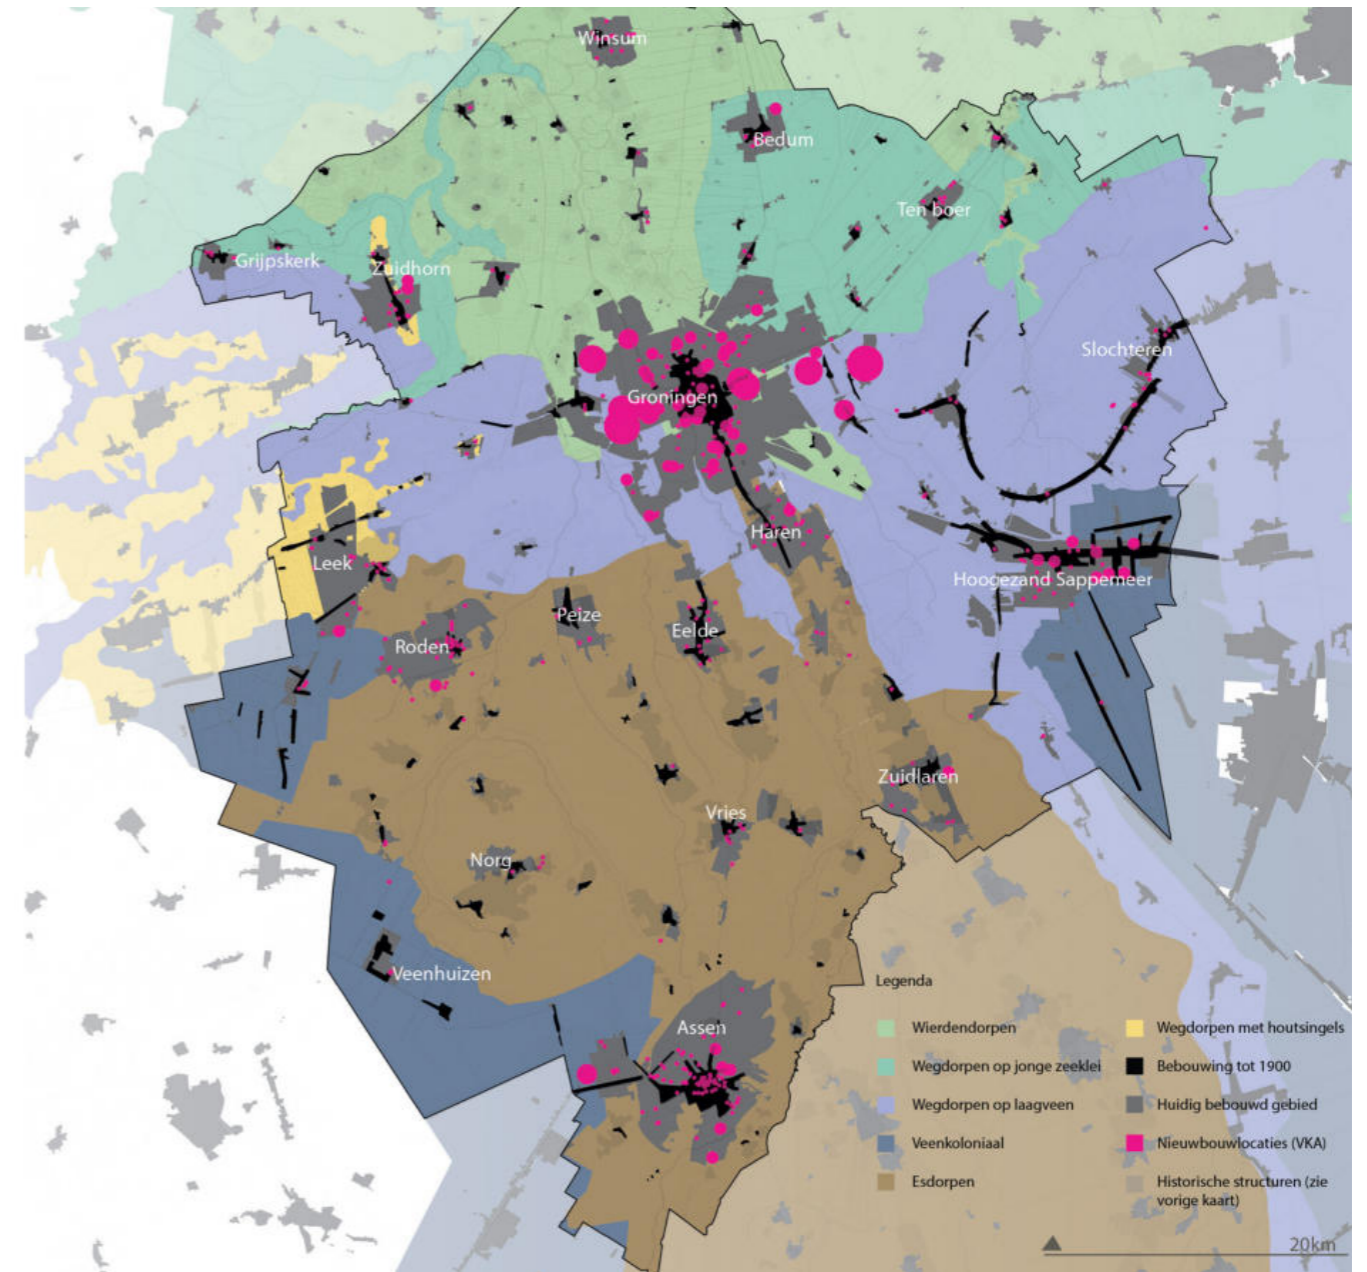 Winsum
Bedum
Ten boer
Grijpskerk
Zuidhorn
Slochteren
Groningen
Haren
Leek
Hoogezand Sappemeer
Peize
Eelde
Roden
Zuidlaren
Vries
Norg
Veenhuizen
Assen
Legenda
Wierdendorpen
Wegdorpen op jonge zeeklei
Wegdorpen op laagveen
Veenkoloniaal
Esdorpen
Wegdorpen met houtsingels
Bebouwing tot 1900
Huidig bebouwd gebied
Nieuwbouwlocaties (VKA)
Historische structuren (zie
vorige kaart)
20km